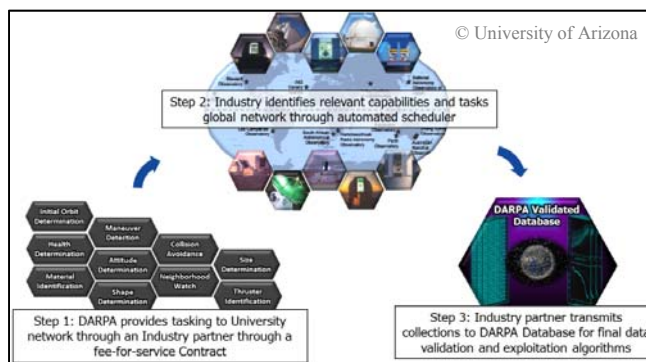 © University of Arizona
Step 2: Industry identifies relevant capabilities and tasks
global network through automated scheduler
Initial Orbit
Determination
Maneuver
Detection
Health
Determination
Collision
Avoidance
Attitude
Determination
Size
Determination
Material
Identification
Neighborhood
Watch
Shape
Determination
Thruster
Identification
Step 1: DARPA provides tasking to University
network through an Industry partner through a
fee-for-service Contract
DARPA Validated
Database
Step 3: Industry partner transmits
collections to DARPA Database for final data
validation and exploitation algorithms